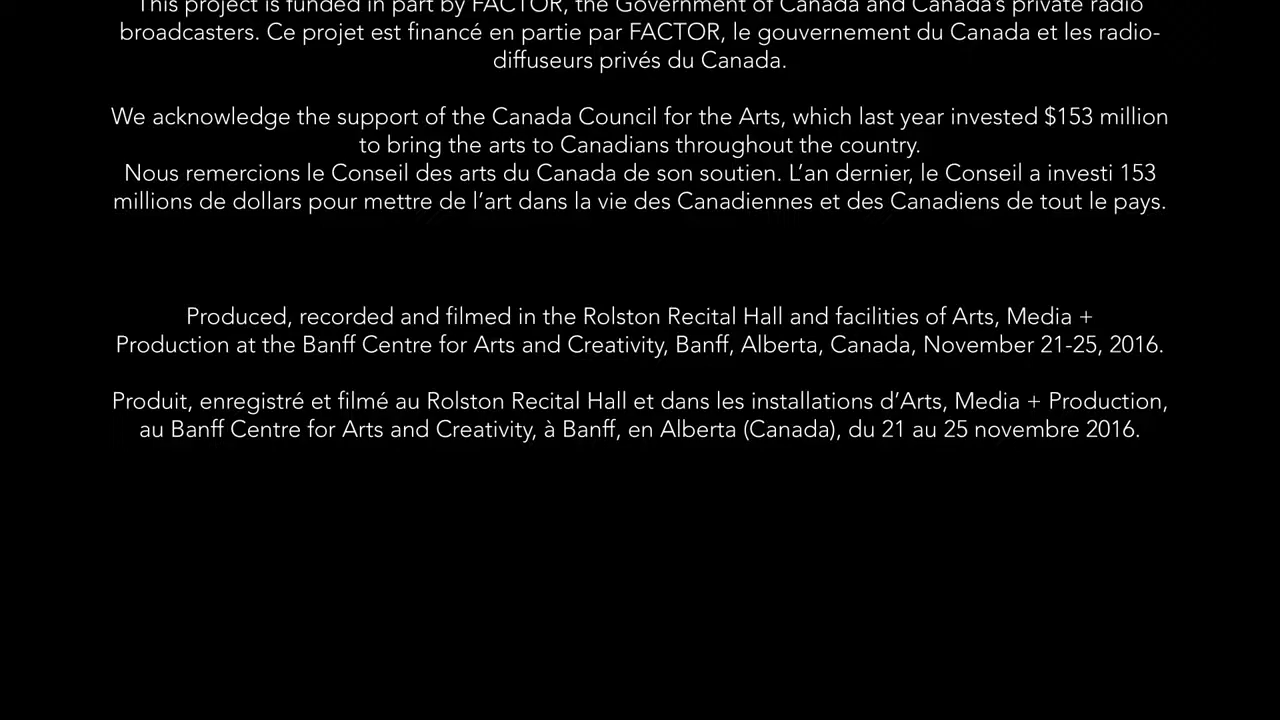 This project is funded in part by FACTOR, the Government of Canada and Canada's private radio
broadcasters. Ce projet est financé en partie par FACTOR, le gouvernement du Canada et les radio-
diffuseurs privés du Canada.
We acknowledge the support of the Canada Council for the Arts, which last year invested $153 million
to bring the arts to Canadians throughout the country.
Nous remercions le Conseil des arts du Canada de son soutien. L’an dernier, le Conseil a investi 153
millions de dollars pour mettre de l’art dans la vie des Canadiennes et des Canadiens de tout le pays.
Produced, recorded and filmed in the Rolston Recital Hall and facilities of Arts, Media +
Production at the Banff Centre for Arts and Creativity, Banff, Alberta, Canada, November 21-25, 2016.
Produit, enregistré et filmé au Rolston Recital Hall et dans les installations d’Arts, Media + Production,
au Banff Centre for Arts and Creativity, à Banff, en Alberta (Canada), du 21 au 25 novembre 2016.